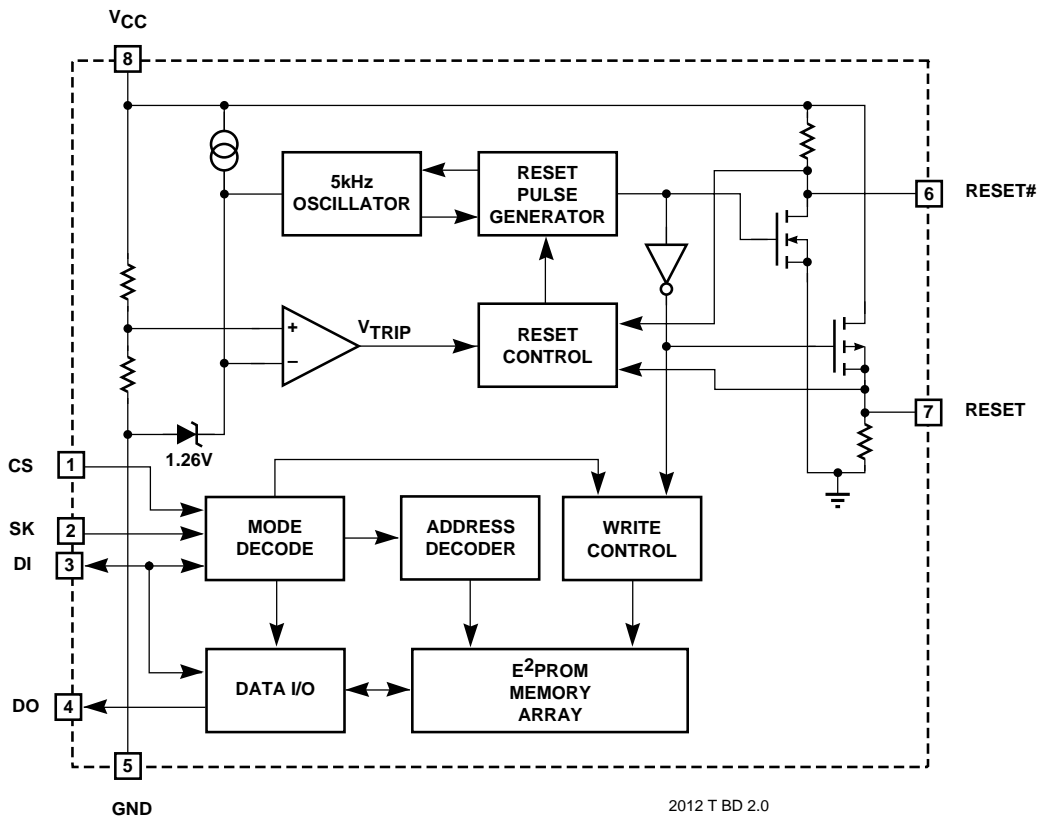 VCC
8
5kHz
OSCILLATOR
RESET
PULSE
GENERATOR
6
RESET#
+
–
VTRIP
RESET
CONTROL
7
RESET
1.26V
CS
1
SK
2
DI
3
MODE
DECODE
ADDRESS
DECODER
WRITE
CONTROL
DO
4
DATA I/O
E2PROM
MEMORY
ARRAY
5
GND
2012 T BD 2.0